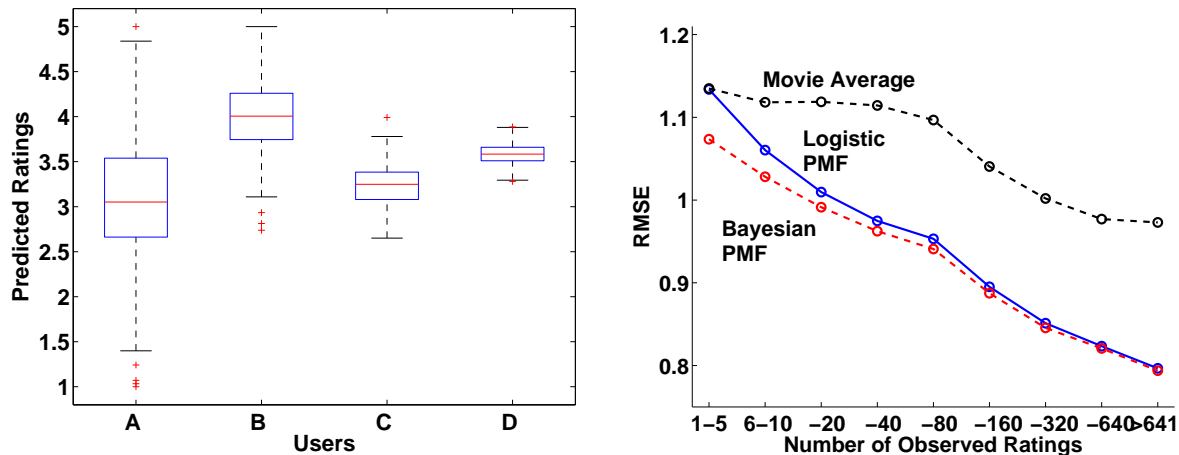 5
4.5
4
3.5
3
2.5
2
1.5
1
Predicted Ratings
A B C D
Users
1.2
1.1
1
0.9
0.8
RMSE
Movie Average
Logistic
PMF
Bayesian
PMF
1−5 6−10 −20 −40 −80 −160 −320 −640 >641
Number of Observed Ratings